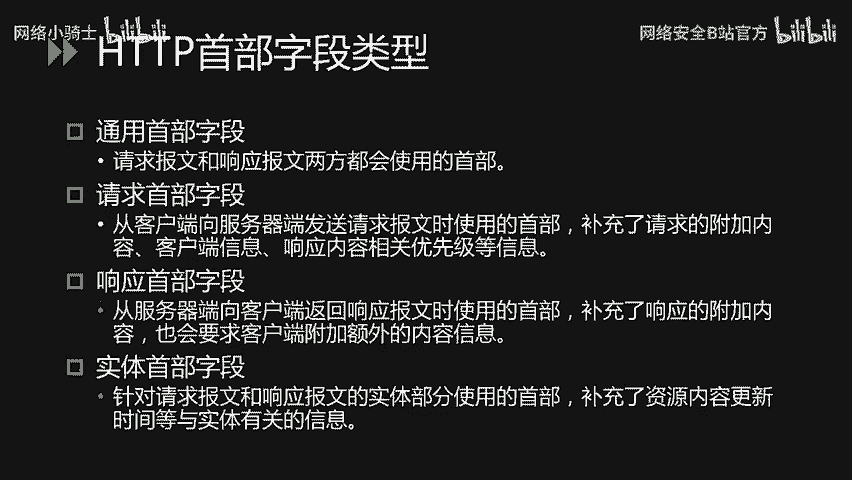 网络小骑士 bilibili
网络安全B站官方 bilibili
HTTP首部字段类型
通用首部字段
• 请求报文和响应报文两方都会使用的首部。
请求首部字段
• 从客户端向服务器端发送请求报文时使用的首部，补充了请求的附加内
容、客户端信息、响应内容相关优先级等信息。
响应首部字段
• 从服务器端向客户端返回响应报文时使用的首部，补充了响应的附加内
容，也会要求客户端附加额外的内容信息。
实体首部字段
• 针对请求报文和响应报文的实体部分使用的首部，补充了资源内容更新
时间等与实体有关的信息。